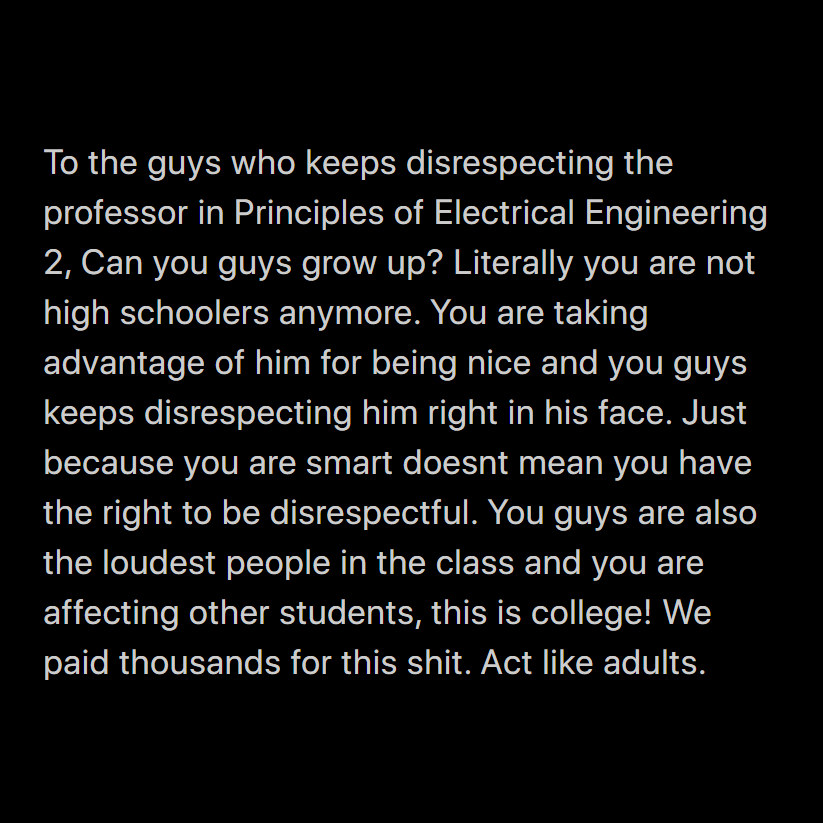 To the guys who keeps disrespecting the
professor in Principles of Electrical Engineering
2, Can you guys grow up? Literally you are not
high schoolers anymore. You are taking
advantage of him for being nice and you guys
keeps disrespecting him right in his face. Just
because you are smart doesnt mean you have
the right to be disrespectful. You guys are also
the loudest people in the class and you are
affecting other students, this is college! We
paid thousands for this shit. Act like adults.